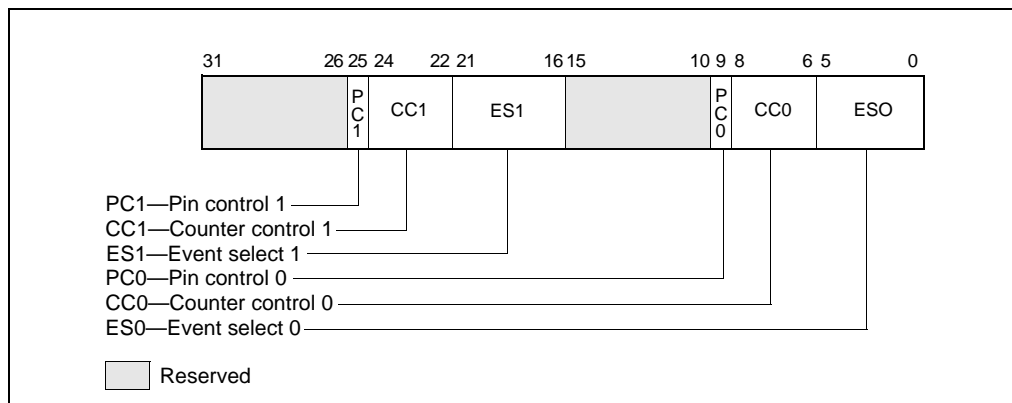 31 26 25 24 22 21 16 15 10 9 8 6 5 0
PC1 CC1 ES1 PC0 CC0 ESO
PC1—Pin control 1
CC1—Counter control 1
ES1—Event select 1
PC0—Pin control 0
CC0—Counter control 0
ES0—Event select 0
Reserved